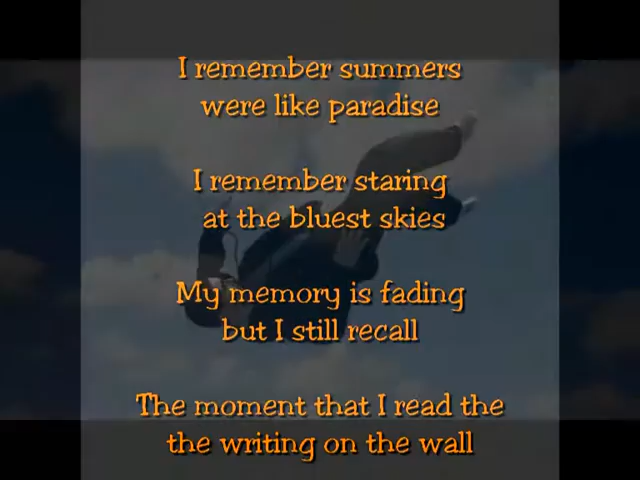 I remember summers
were like paradise
I remember staring
at the bluest skies
My memory is fading
but I still recall
The moment that I read the
the writing on the wall